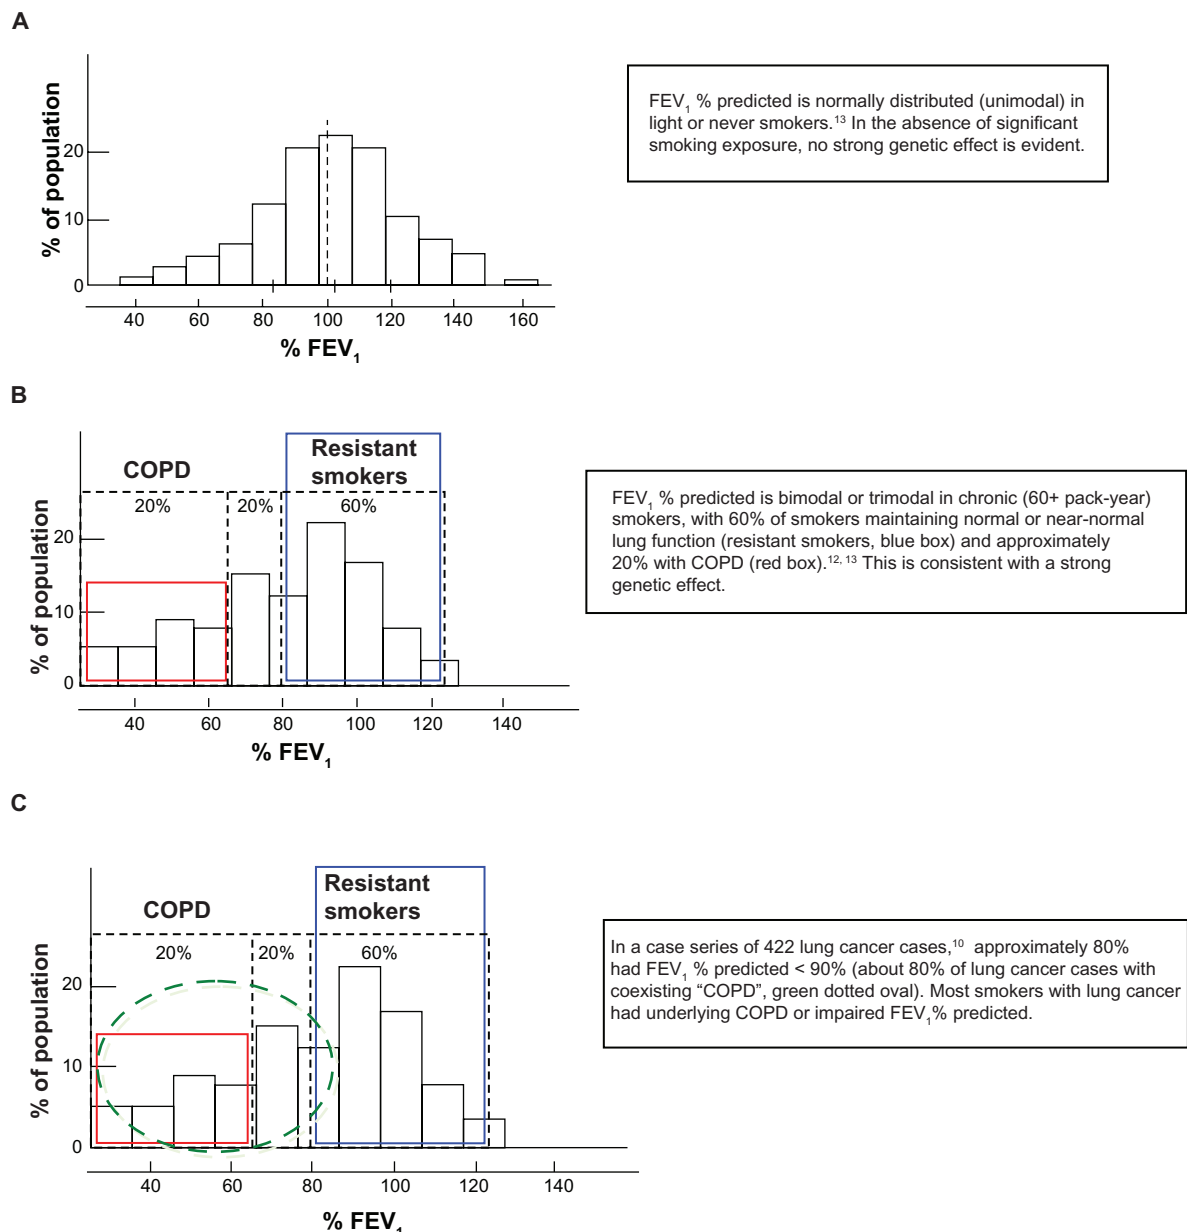 A
% of population
20
10
0
40 60 80 100 120 140 160
% FEV1
FEV1 % predicted is normally distributed (unimodal) in
light or never smokers.13 In the absence of significant
smoking exposure, no strong genetic effect is evident.
B
COPD
Resistant
smokers
20% 20% 60%
% of population
20
10
0
40 60 80 100 120 140
% FEV1
FEV1 % predicted is bimodal or trimodal in chronic (60+ pack-year)
smokers, with 60% of smokers maintaining normal or near-normal
lung function (resistant smokers, blue box) and approximately
20% with COPD (red box).12, 13 This is consistent with a strong
genetic effect.
C
COPD
Resistant
smokers
20% 20% 60%
% of population
20
10
0
40 60 80 100 120 140
% FEV1
In a case series of 422 lung cancer cases,10 approximately 80%
had FEV1 % predicted < 90% (about 80% of lung cancer cases with
coexisting “COPD”, green dotted oval). Most smokers with lung cancer
had underlying COPD or impaired FEV1% predicted.